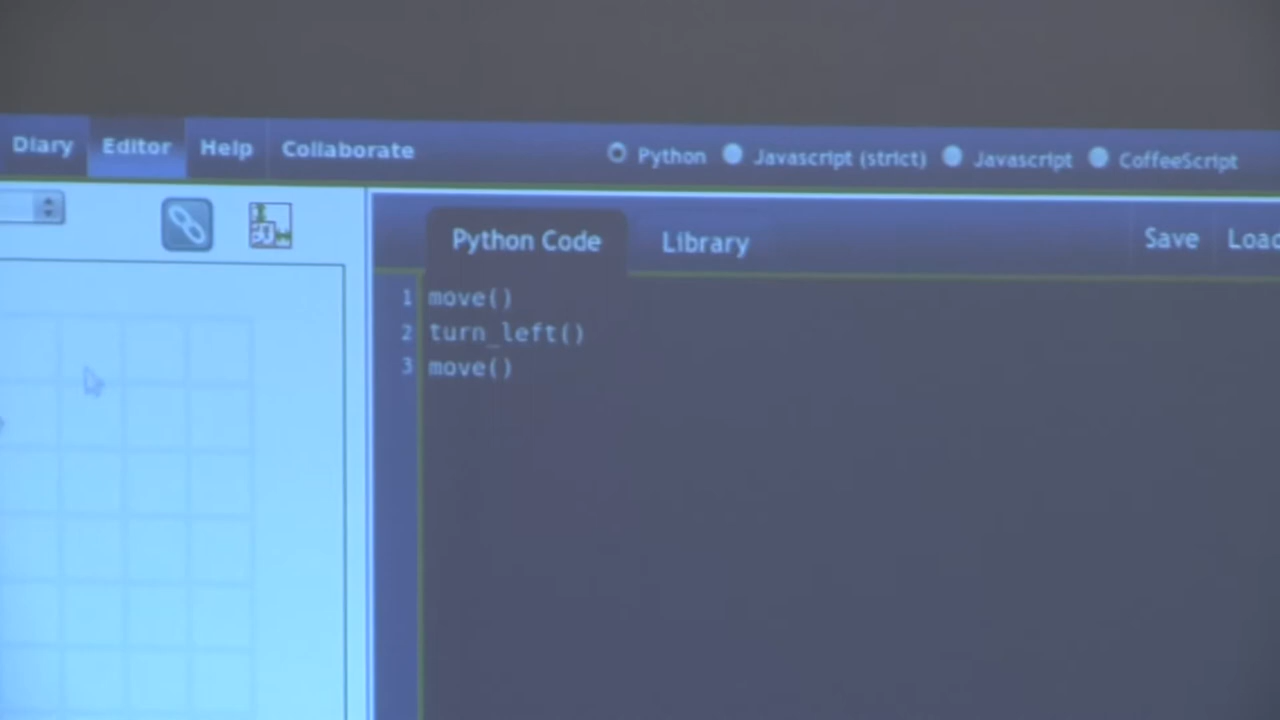 Diary Editor Help Collaborate Python Javascript (strict) Javascript CoffeeScript
Python Code Library Save
1 move()
2 turn_left()
3 move()